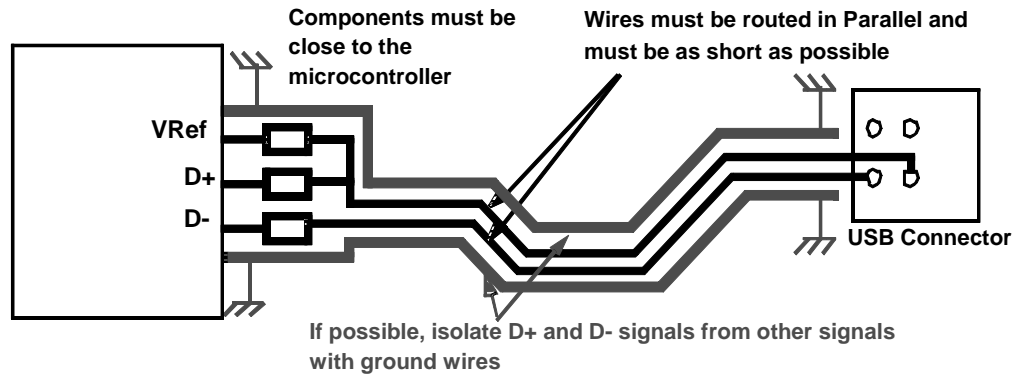 Components must be
close to the
microcontroller
Wires must be routed in Parallel and
must be as short as possible
VRef
D+
D-
USB Connector
If possible, isolate D+ and D- signals from other signals
with ground wires